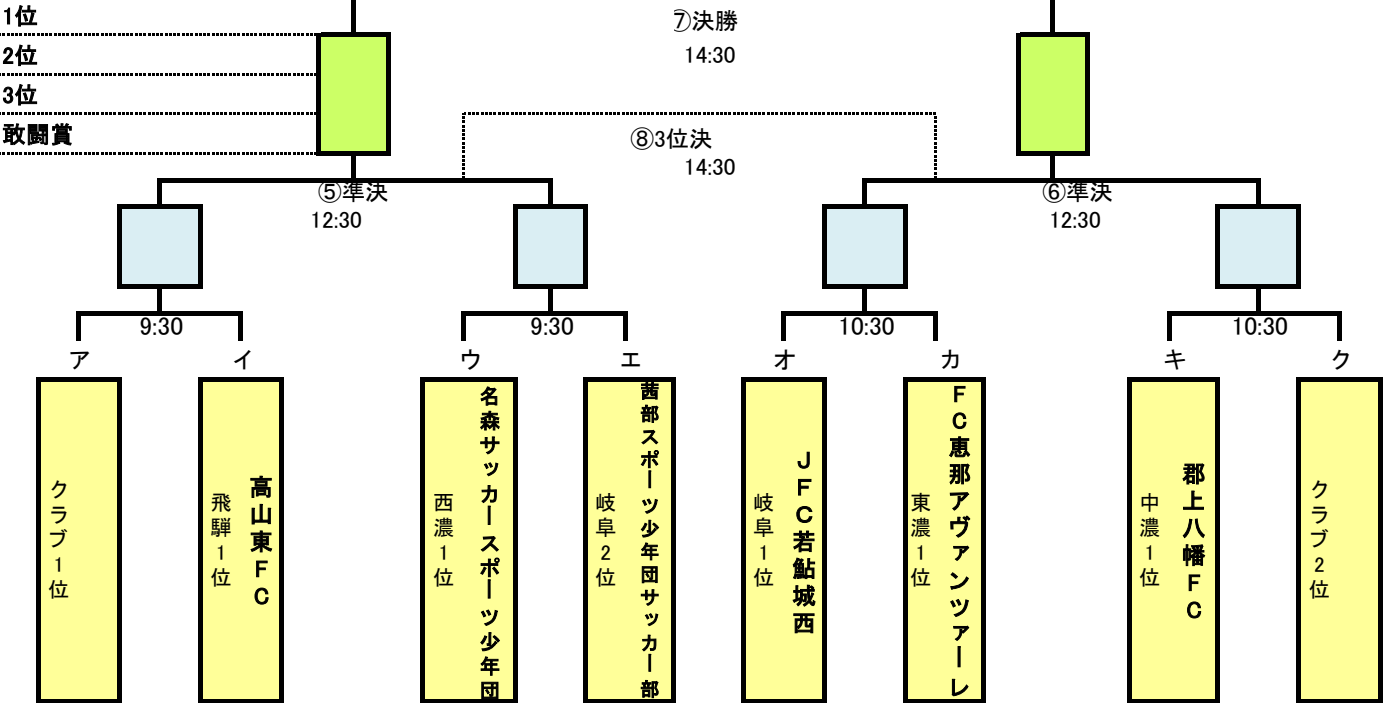 1位
⑦決勝
2位
14:30
3位
敢闘賞
⑧3位決
14:30
⑤準決
12:30
⑥準決
12:30
9:30
9:30
10:30
10:30
ア
イ
ウ
エ
オ
カ
キ
ク
クラブ1位
飛騨1位
高山東FC
西濃1位
名森サッカースポーツ少年団
岐阜2位
茜部スポーツ少年団サッカー部
岐阜1位
JFC若鮎城西
東濃1位
FC恵那アヴァンツァーレ
中濃1位
郡上八幡FC
クラブ2位